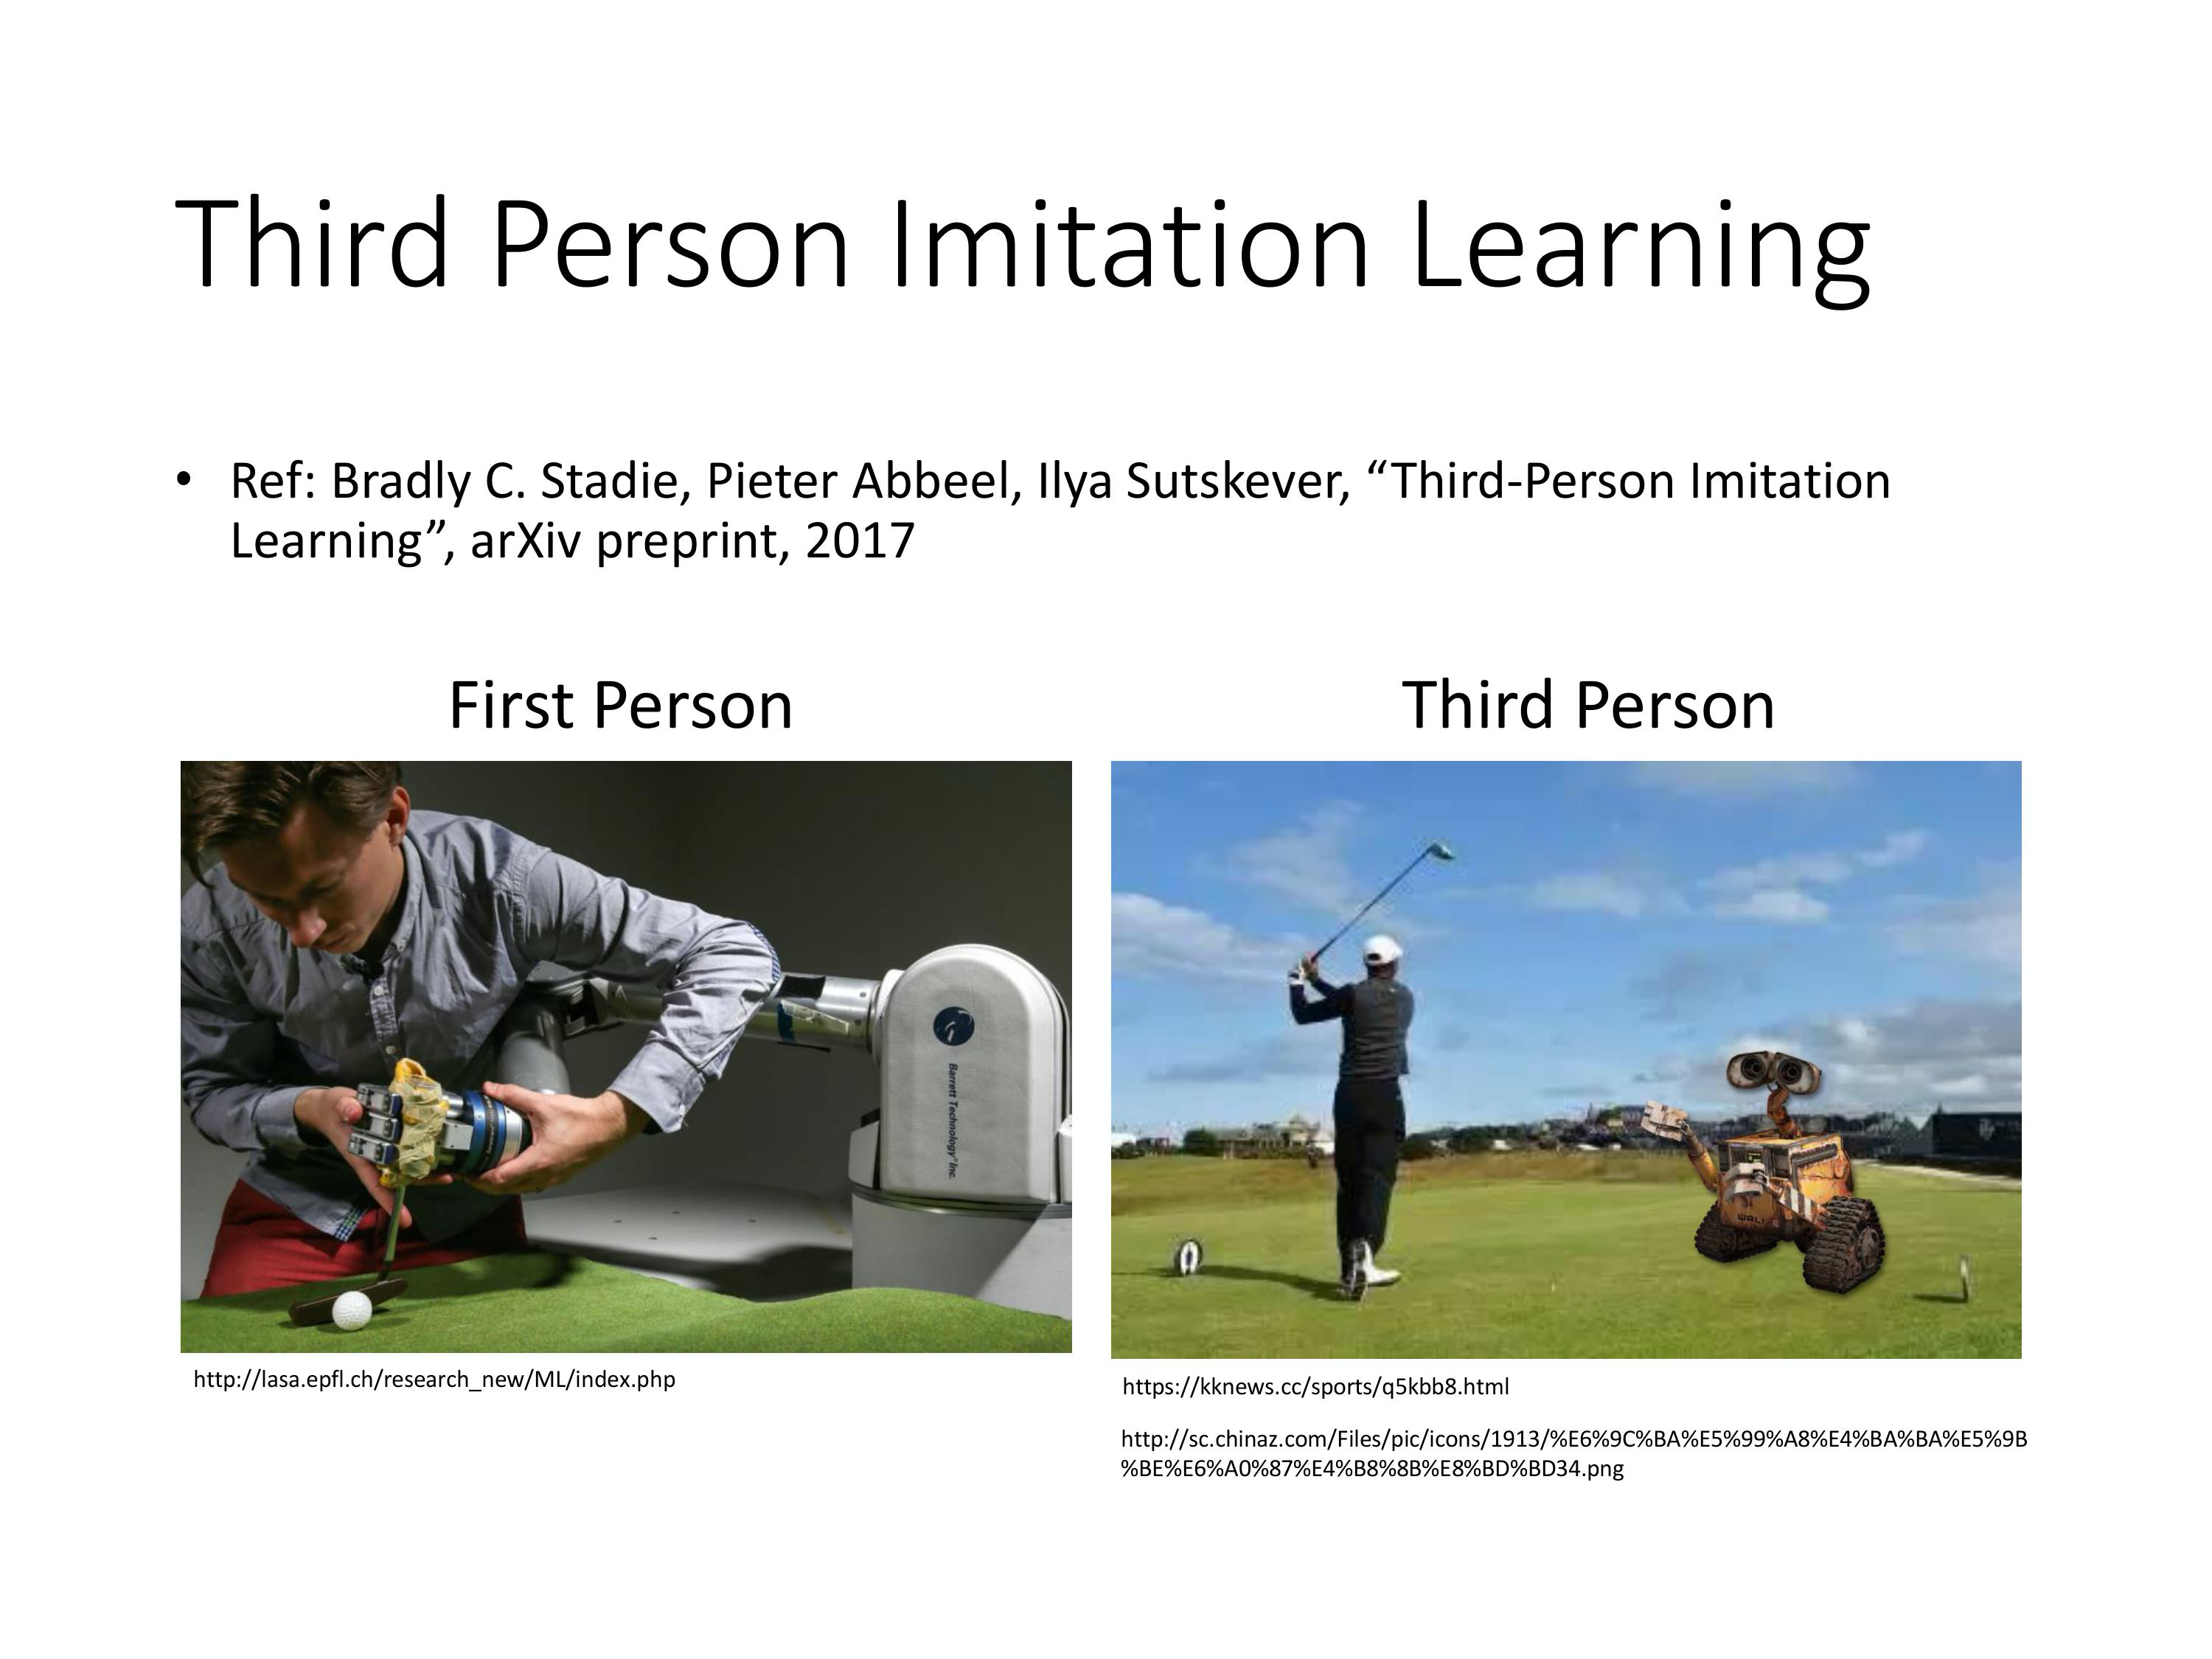 Third Person Imitation Learning
• Ref: Bradly C. Stadie, Pieter Abbeel, Ilya Sutskever, “Third-Person Imitation
Learning”, arXiv preprint, 2017
First Person
Third Person
Barrett Technology Inc.
WALL
http://lasa.epfl.ch/research_new/ML/index.php
https://kknews.cc/sports/q5kbb8.html
http://sc.chinaz.com/Files/pic/icons/1913/%E6%9C%BA%E5%99%A8%E4%BA%BA%E5%9B
%BE%E6%A0%87%E4%B8%8B%E8%BD%BD34.png